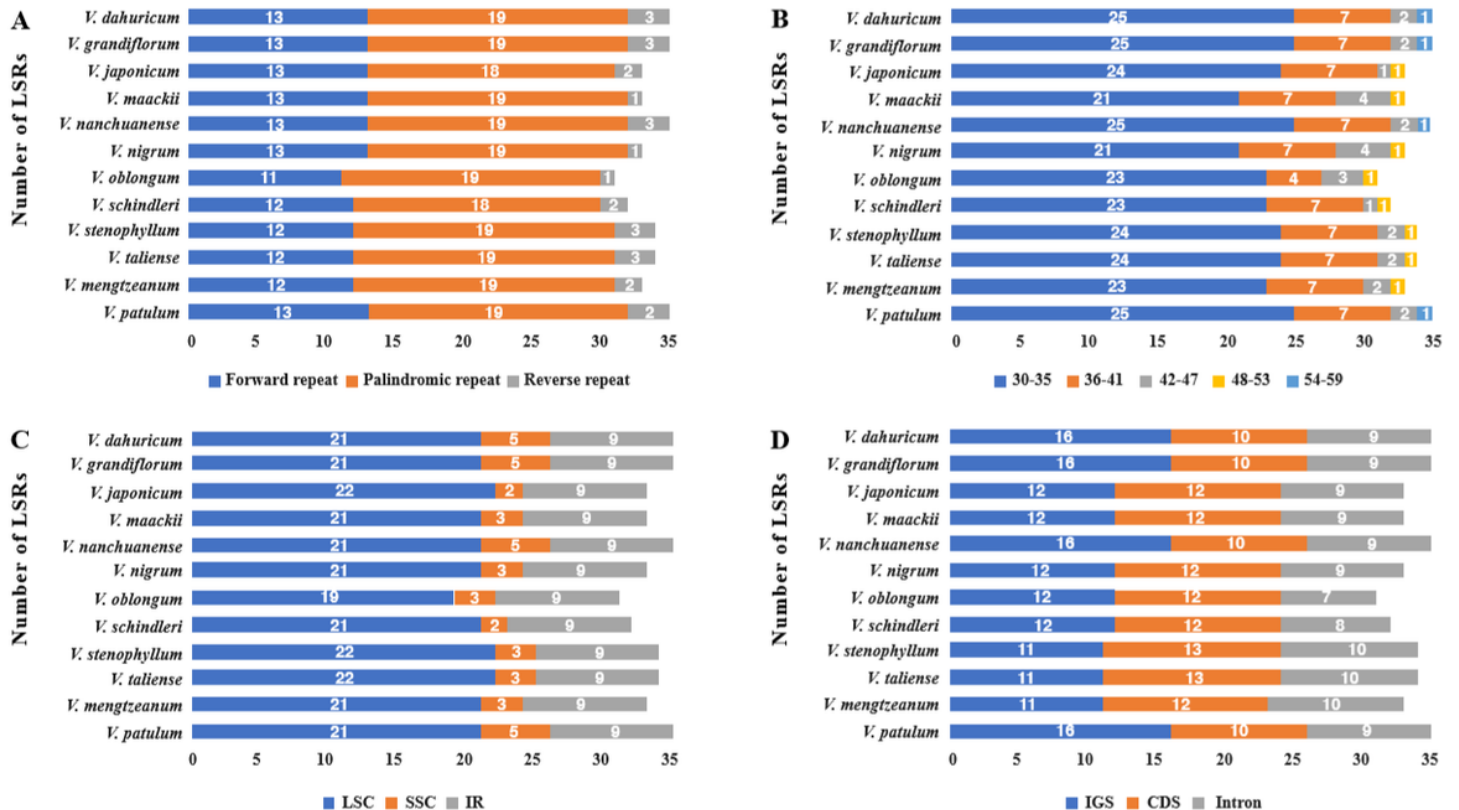 A
Number of LSRs
V. dahuricum 13 19 3
V. grandiflorum 13 19 3
V. japonicum 13 18 2
V. maackii 13 19 1
V. nanchuanense 13 19 3
V. nigrum 13 19 1
V. oblongum 11 19 1
V. schindleri 12 18 2
V. stenophyllum 12 19 3
V. taliense 12 19 3
V. mengtzeanum 12 19 2
V. patulum 13 19 2
0 5 10 15 20 25 30 35
Forward repeat Palindromic repeat Reverse repeat
B
Number of LSRs
V. dahuricum 25 7 2 1
V. grandiflorum 25 7 2 1
V. japonicum 24 7 1 1
V. maackii 21 7 4 1
V. nanchuanense 25 7 2 1
V. nigrum 21 7 4 1
V. oblongum 23 4 3 1
V. schindleri 23 7 1 1
V. stenophyllum 24 7 2 1
V. taliense 24 7 2 1
V. mengtzeanum 23 7 2 1
V. patulum 25 7 2 1
0 5 10 15 20 25 30 35
30-35 36-41 42-47 48-53 54-59
C
Number of LSRs
V. dahuricum 21 5 9
V. grandiflorum 21 5 9
V. japonicum 22 2 9
V. maackii 21 3 9
V. nanchuanense 21 5 9
V. nigrum 21 3 9
V. oblongum 19 3 9
V. schindleri 21 2 9
V. stenophyllum 22 3 9
V. taliense 22 3 9
V. mengtzeanum 21 3 9
V. patulum 21 5 9
0 5 10 15 20 25 30 35
LSC SSC IR
D
Number of LSRs
V. dahuricum 16 10 9
V. grandiflorum 16 10 9
V. japonicum 12 12 9
V. maackii 12 12 9
V. nanchuanense 16 10 9
V. nigrum 12 12 9
V. oblongum 12 12 7
V. schindleri 12 12 8
V. stenophyllum 11 13 10
V. taliense 11 13 10
V. mengtzeanum 11 12 10
V. patulum 16 10 9
0 5 10 15 20 25 30 35
IGS CDS Intron